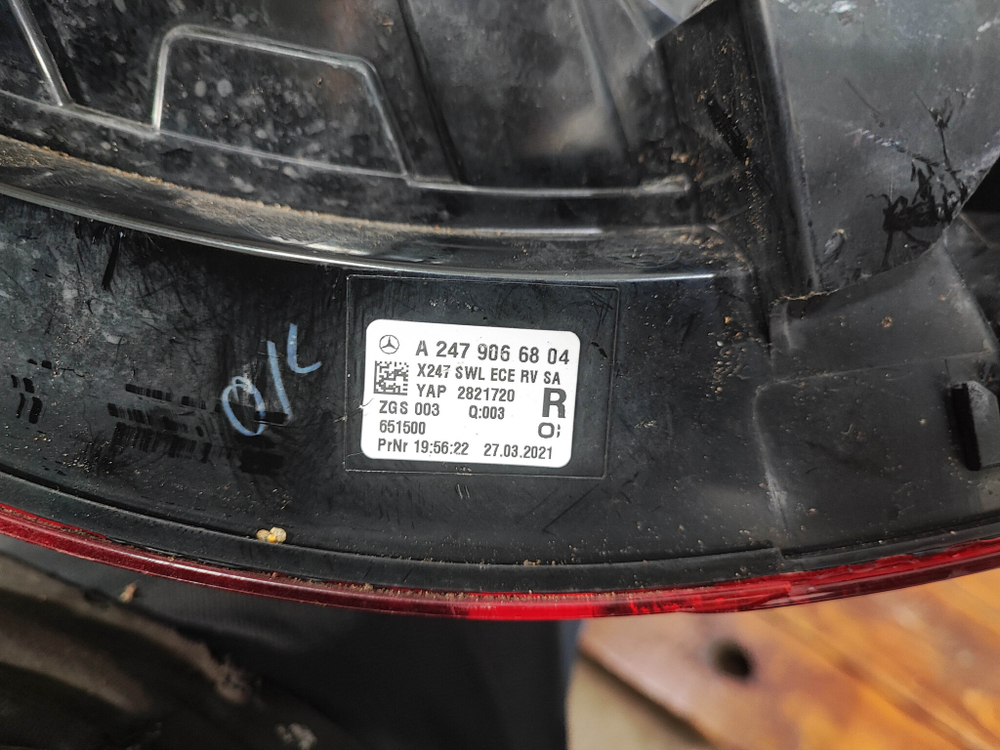 A 247 906 68 04
X247 SWL ECE RV SA
YAP 2821720
R
ZGS 003 Q:003
651500
PrNr 19:56:22 27.03.2021
O/L